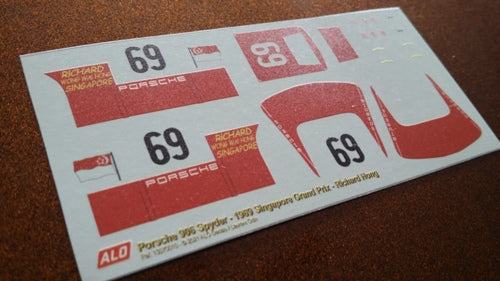 RICHARD
WONG WAI HONG
SINGAPORE
69
PORSCHE
69
69
PORSCHE
RICHARD
WONG WAI HONG
SINGAPORE
69
ALO
Porsche 906 Spyder - 1969 Singapore Grand Prix - Richard Hong